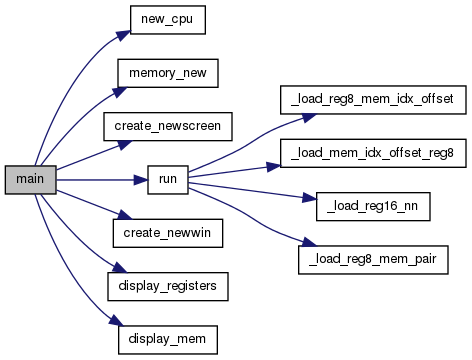 new_cpu
memory_new
create_newscreen
main
run
create_newwin
display_registers
display_mem
_load_reg8_mem_idx_offset
_load_mem_idx_offset_reg8
_load_reg16_nn
_load_reg8_mem_pair